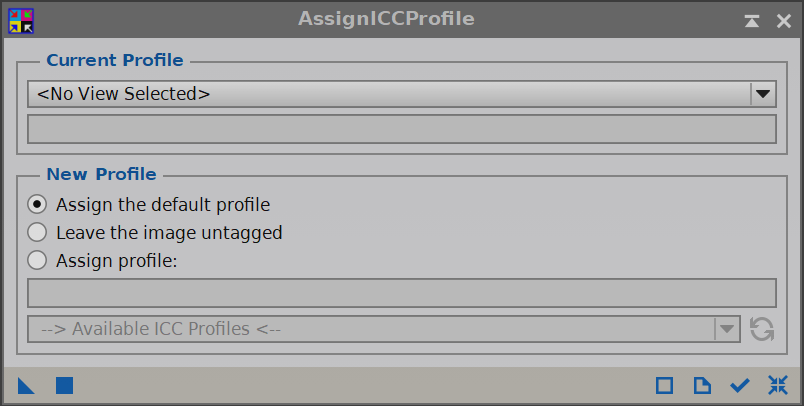 AssignICCProfile
Current Profile
<No View Selected>
New Profile
Assign the default profile
Leave the image untagged
Assign profile:
--> Available ICC Profiles <--